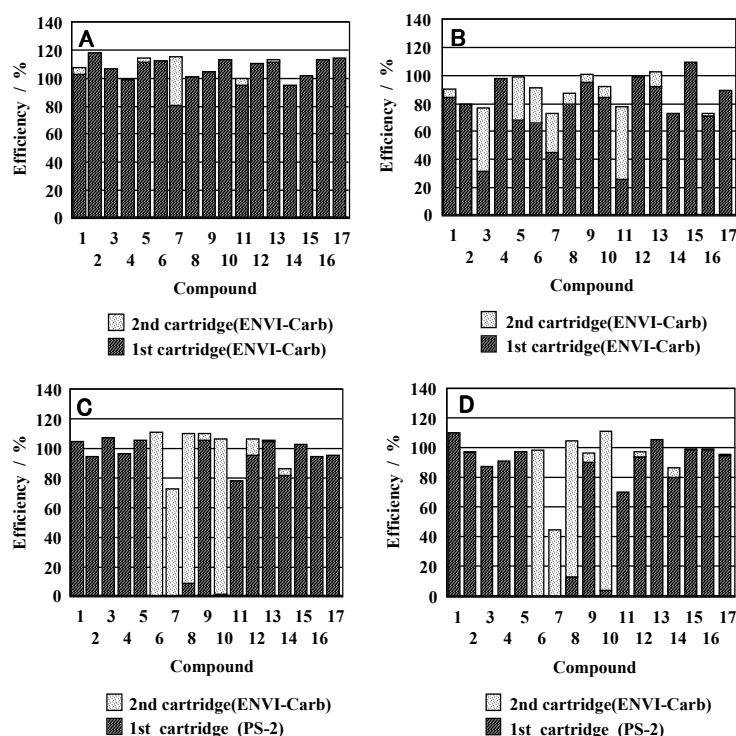 A
Efficiency / %
140
120
100
80
60
40
20
0
1 3 5 7 9 11 13 15 17
2 4 6 8 10 12 14 16
Compound
2nd cartridge(ENVI-Carb)
1st cartridge(ENVI-Carb)
B
Efficiency / %
140
120
100
80
60
40
20
0
1 3 5 7 9 11 13 15 17
2 4 6 8 10 12 14 16
Compound
2nd cartridge(ENVI-Carb)
1st cartridge(ENVI-Carb)
C
Efficiency / %
140
120
100
80
60
40
20
0
1 3 5 7 9 11 13 15 17
2 4 6 8 10 12 14 16
Compound
2nd cartridge(ENVI-Carb)
1st cartridge (PS-2)
D
Efficiency / %
140
120
100
80
60
40
20
0
1 3 5 7 9 11 13 15 17
2 4 6 8 10 12 14 16
Compound
2nd cartridge(ENVI-Carb)
1st cartridge (PS-2)